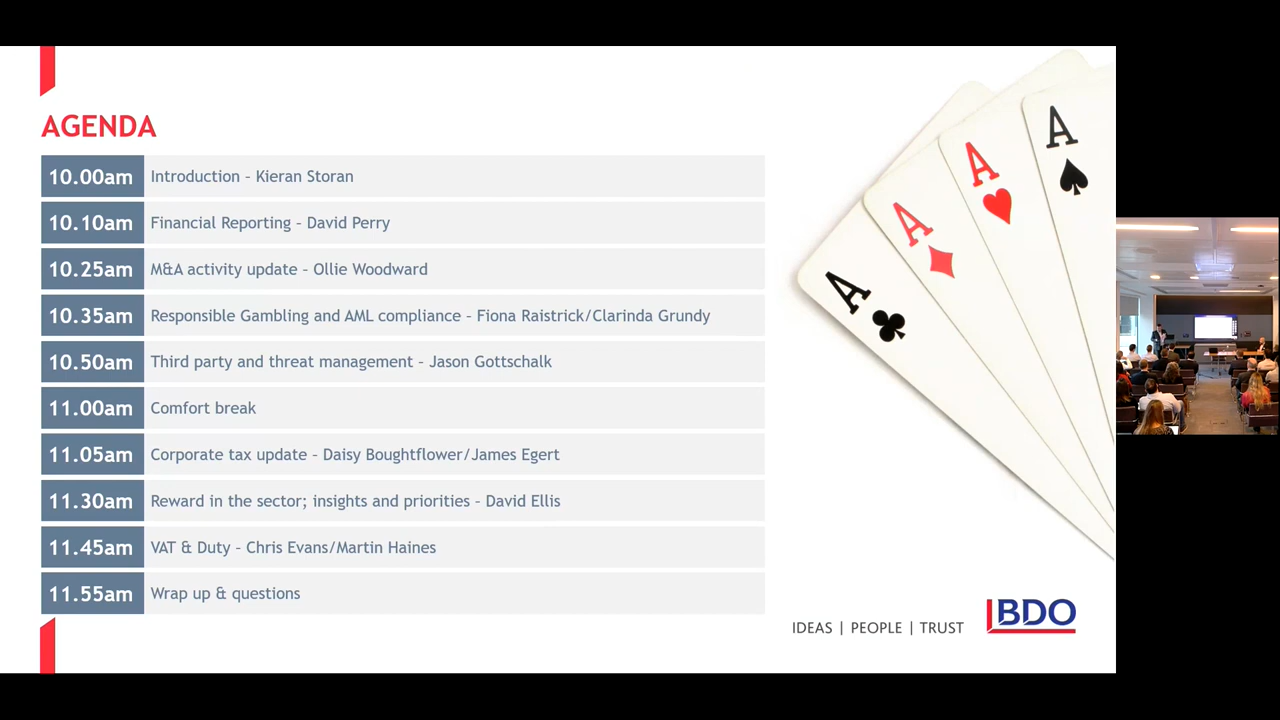 AGENDA
10.00am Introduction – Kieran Storan
10.10am Financial Reporting – David Perry
10.25am M&A activity update – Ollie Woodward
10.35am Responsible Gambling and AML compliance – Fiona Raistrick/Clarinda Grundy
10.50am Third party and threat management – Jason Gottschalk
11.00am Comfort break
11.05am Corporate tax update – Daisy Boughtflower/James Egert
11.30am Reward in the sector; insights and priorities – David Ellis
11.45am VAT & Duty – Chris Evans/Martin Haines
11.55am Wrap up & questions
A
A
A
A
IDEAS | PEOPLE | TRUST
BDO